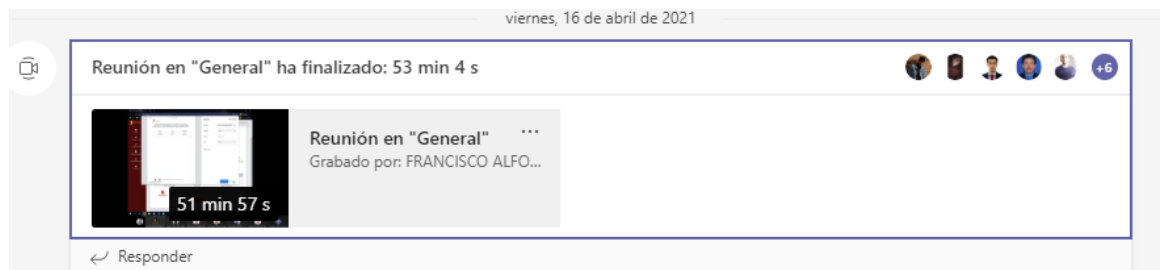 viernes, 16 de abril de 2021
Reunión en "General" ha finalizado: 53 min 4 s
+6
Reunión en "General" ...
Grabado por: FRANCISCO ALFO...
51 min 57 s
Responder